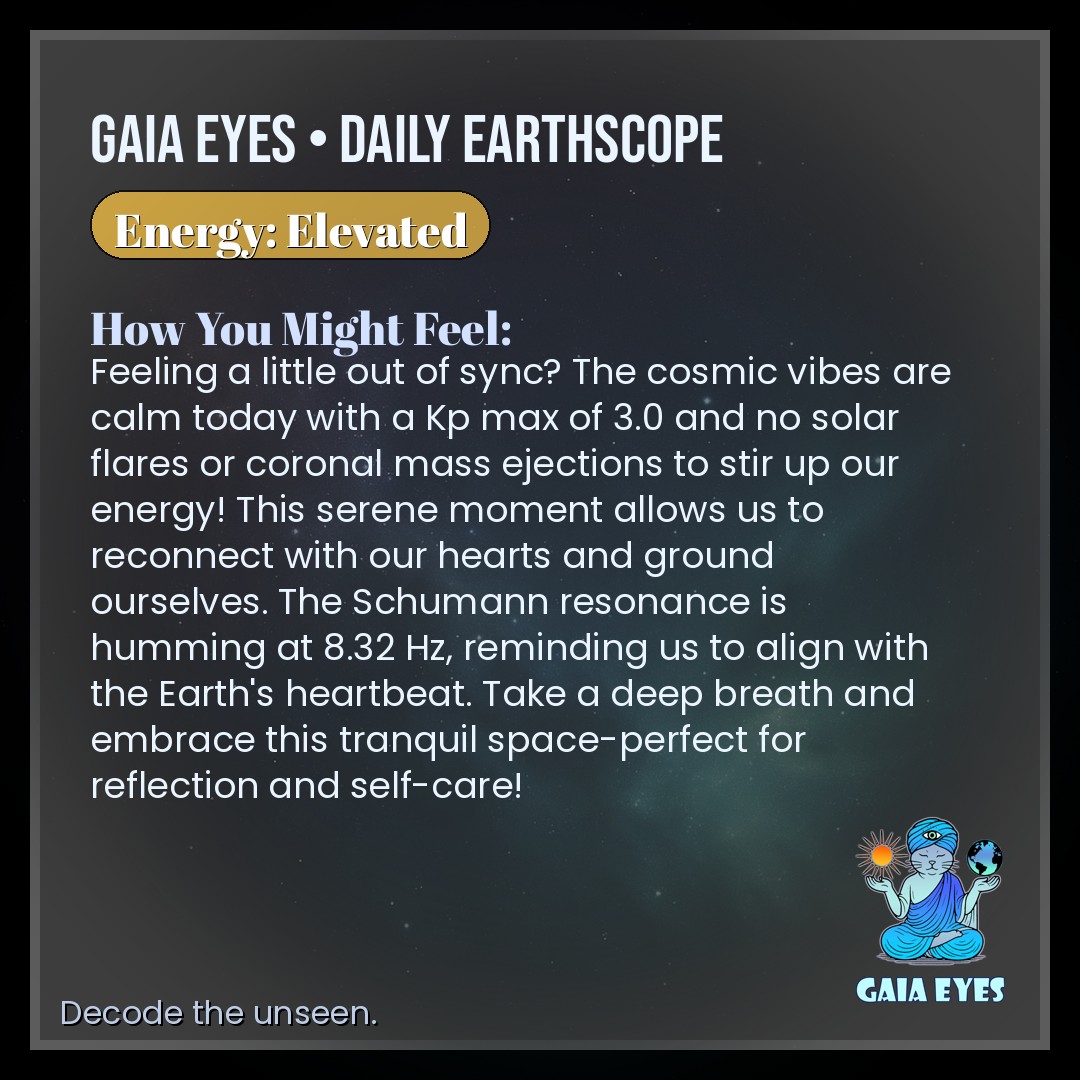 GAIA EYES • DAILY EARTHSCOPE
Energy: Elevated
How You Might Feel:
Feeling a little out of sync? The cosmic vibes are
calm today with a Kp max of 3.0 and no solar
flares or coronal mass ejections to stir up our
energy! This serene moment allows us to
reconnect with our hearts and ground
ourselves. The Schumann resonance is
humming at 8.32 Hz, reminding us to align with
the Earth's heartbeat. Take a deep breath and
embrace this tranquil space-perfect for
reflection and self-care!
GAIA EYES
Decode the unseen.